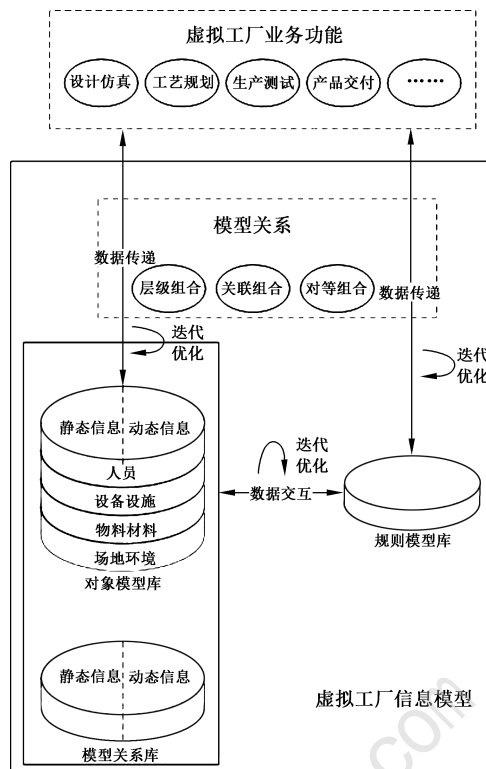 虚拟工厂业务功能
设计仿真 工艺规划 生产测试 产品交付 ……
模型关系
数据传递
层级组合 关联组合 对等组合
数据传递
迭代
优化
迭代
优化
静态信息 动态信息
人员
设备设施
物料材料
场地环境
对象模型库
迭代
优化
数据交互
规则模型库
静态信息 动态信息
模型关系库
虚拟工厂信息模型
com